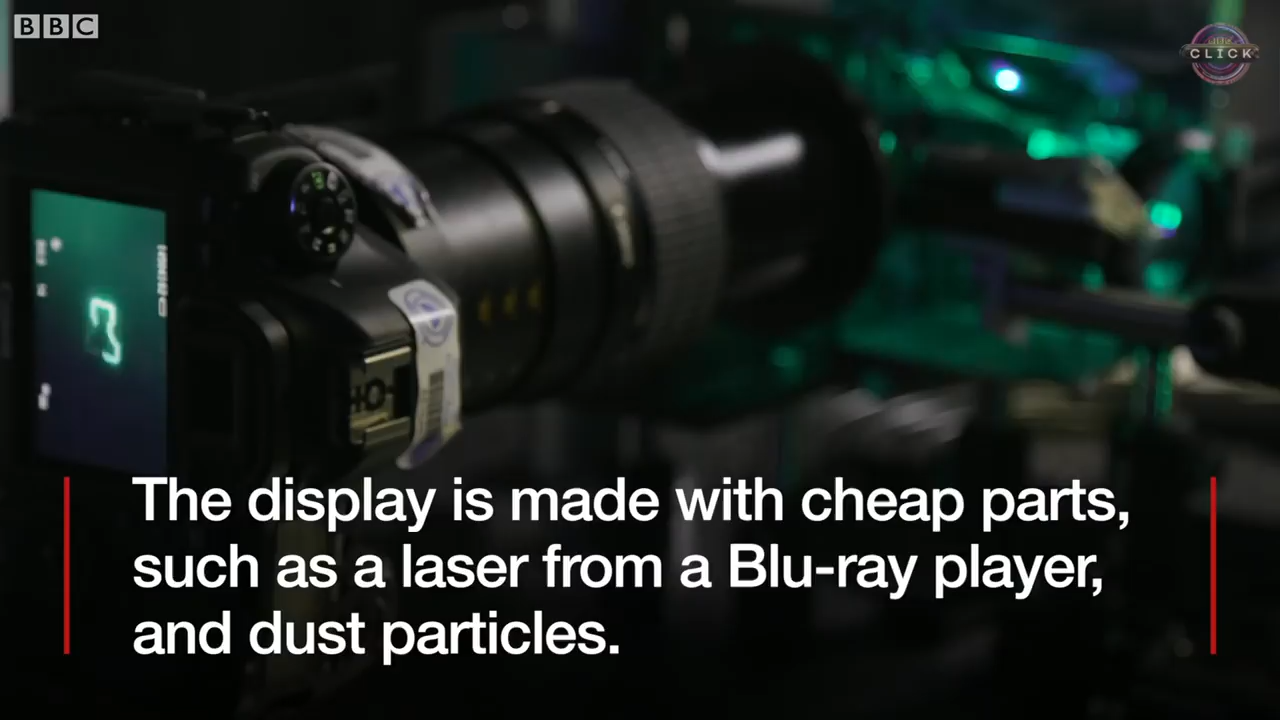 BBC
CLICK
The display is made with cheap parts,
such as a laser from a Blu-ray player,
and dust particles.